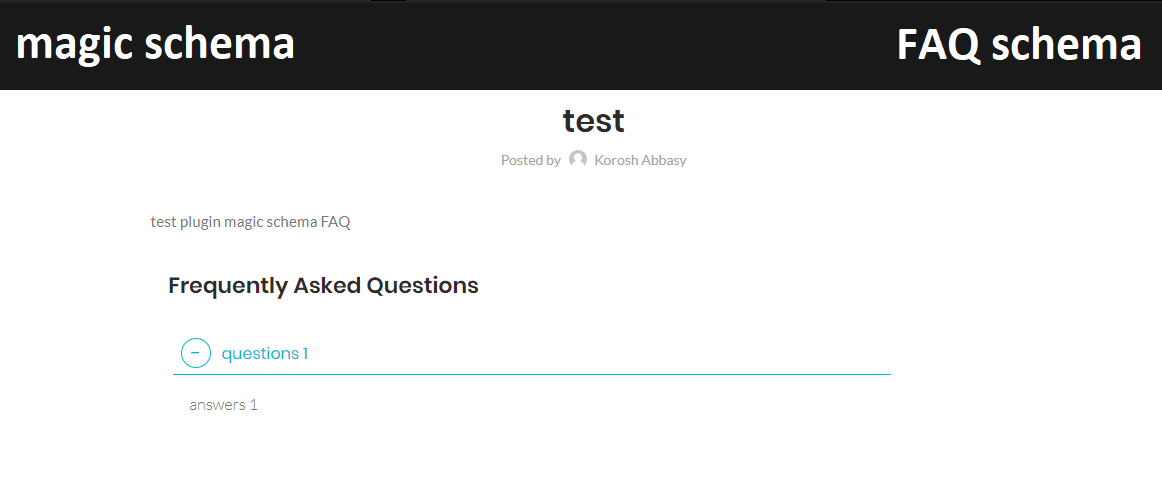 magic schema
FAQ schema
test
Posted by Korosh Abbasy
test plugin magic schema FAQ
Frequently Asked Questions
questions 1
answers 1